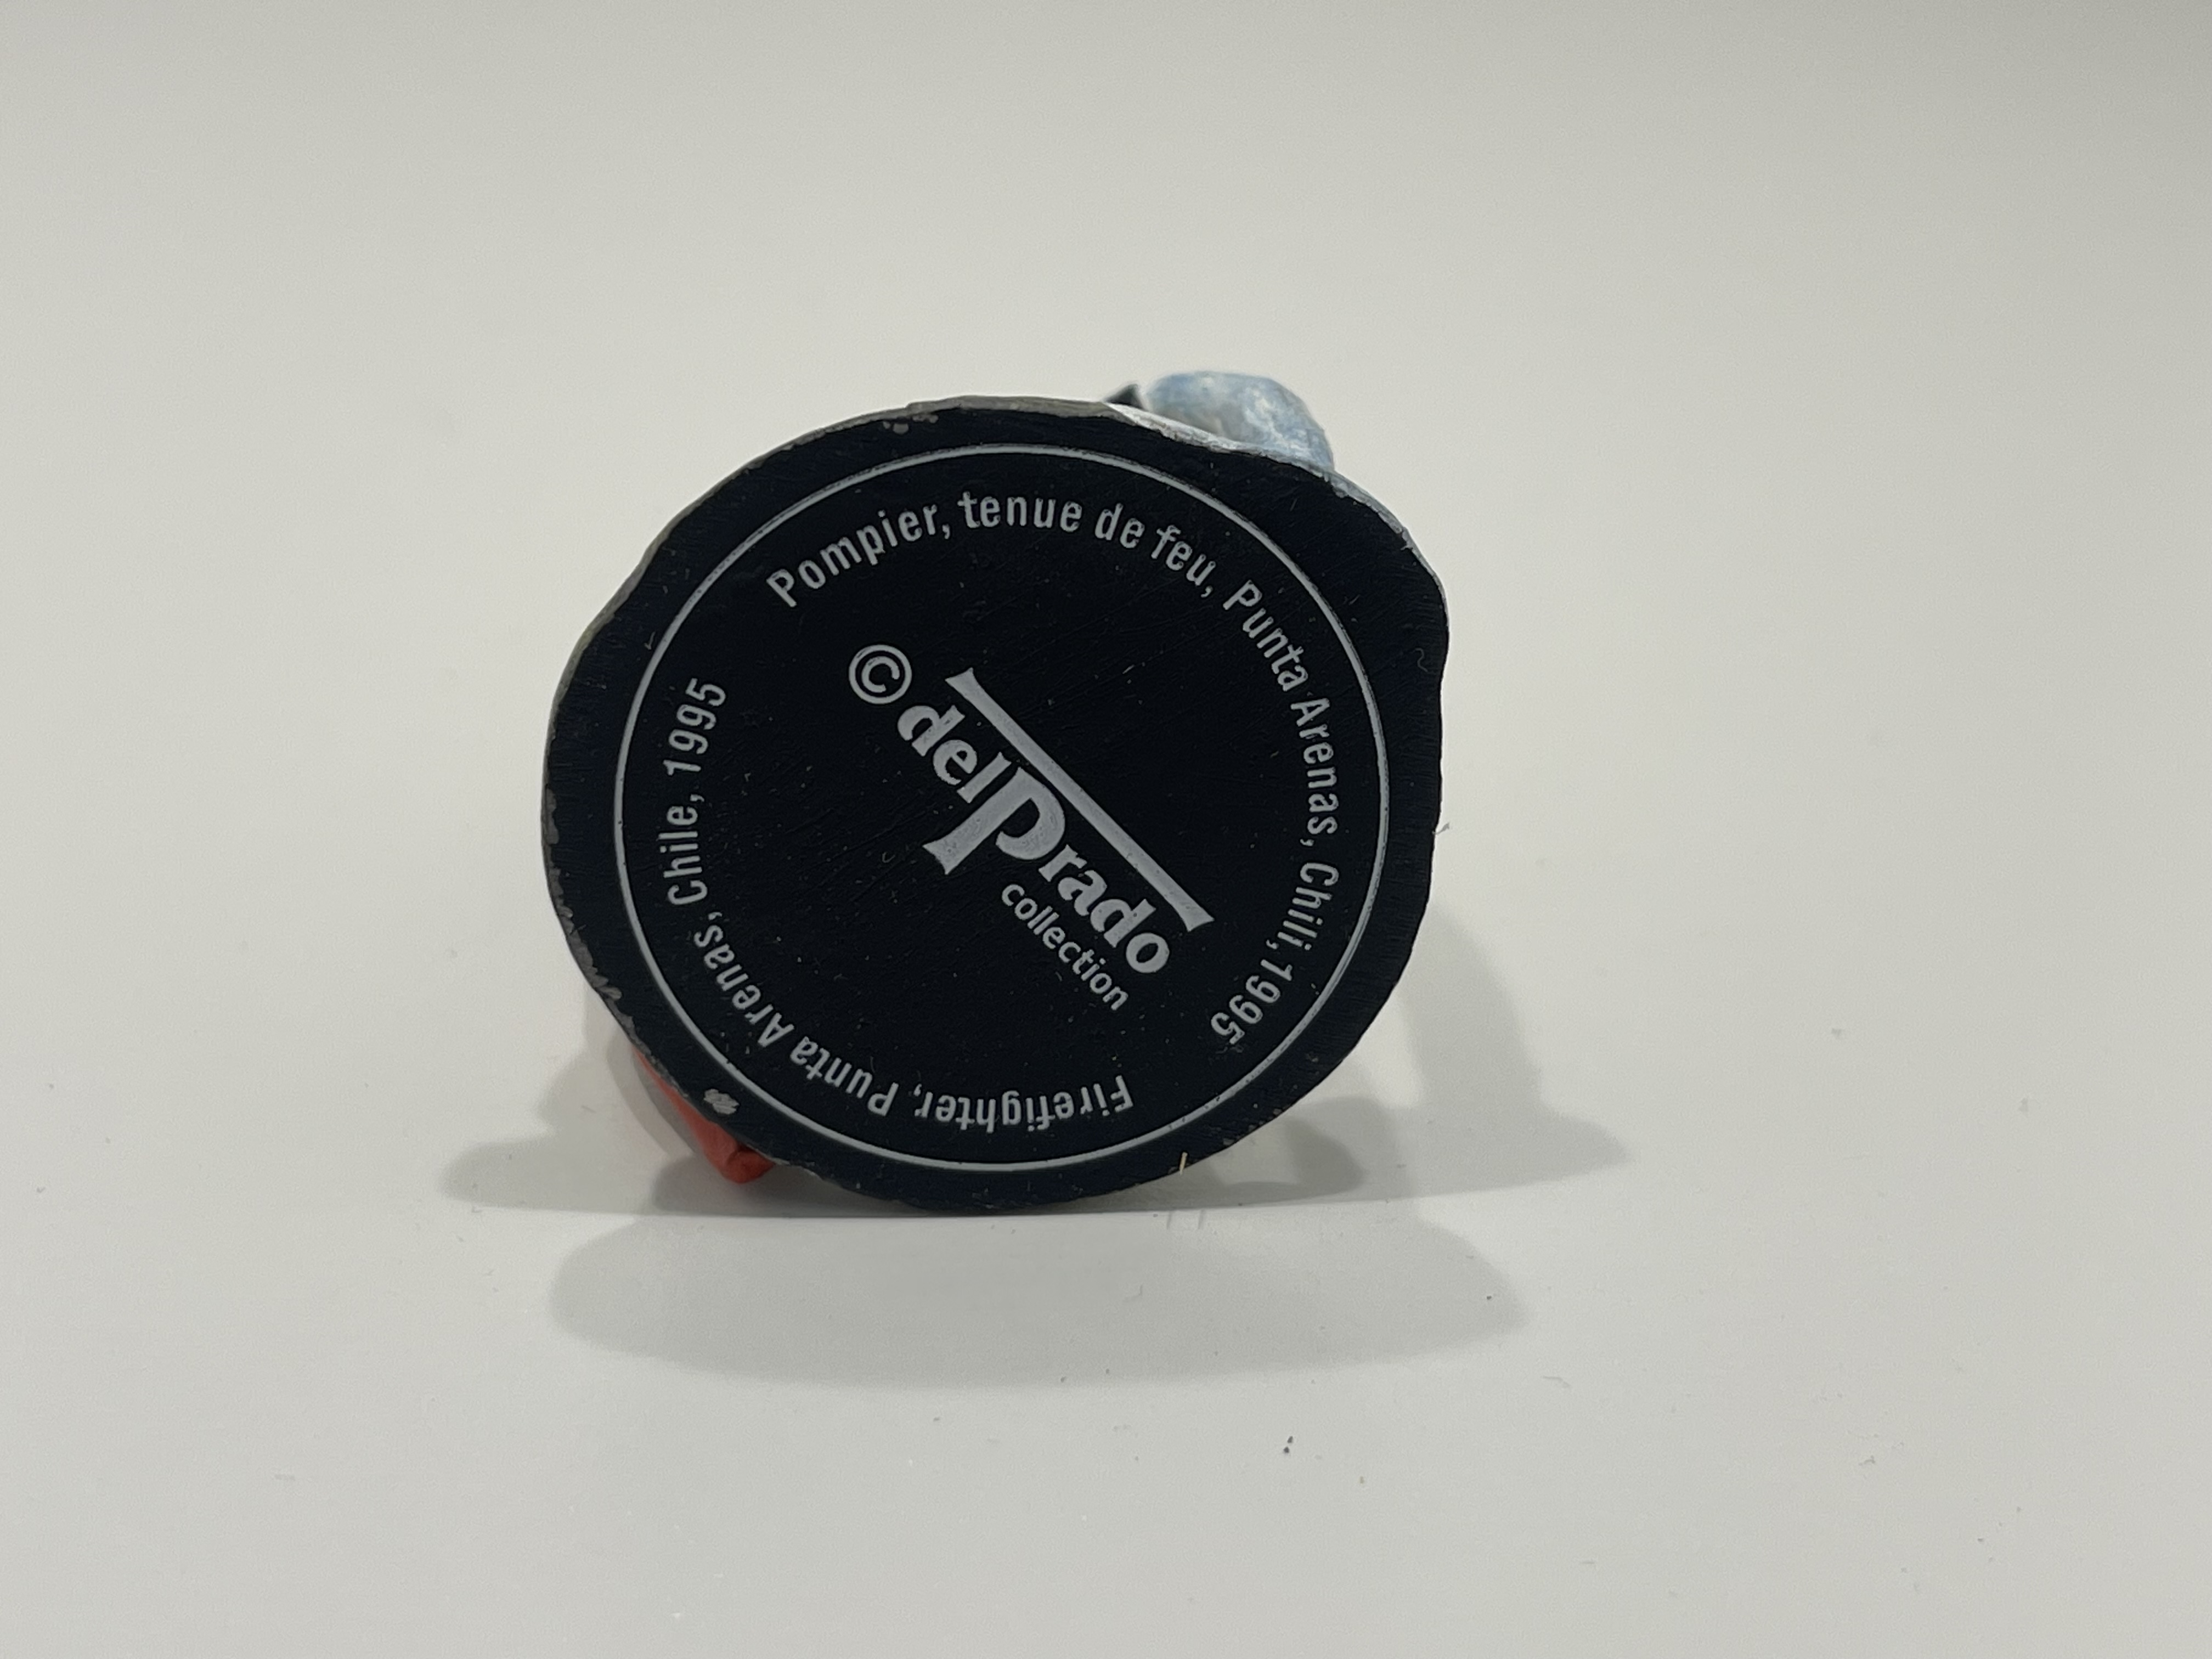 Pompier, tenue de feu, Punta Arenas, Chili, 1995
© delPrado
collection
Firefighter, Punta Arenas, Chile, 1995